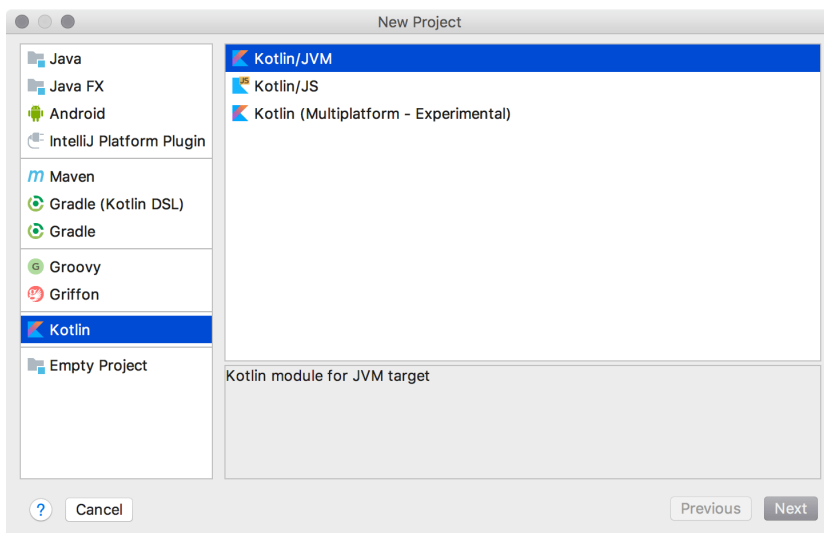 New Project
Java
Java FX
Android
IntelliJ Platform Plugin
m Maven
Gradle (Kotlin DSL)
Gradle
G Groovy
Griffon
Kotlin
Empty Project
Kotlin/JVM
JS Kotlin/JS
Kotlin (Multiplatform - Experimental)
Kotlin module for JVM target
? Cancel Previous Next